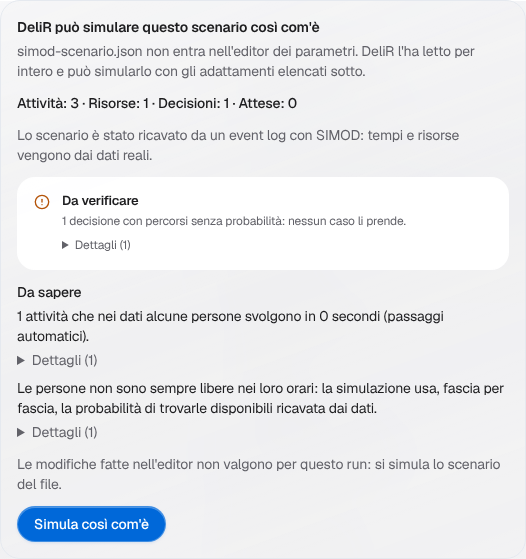 DeliR può simulare questo scenario così com'è
simod-scenario.json non entra nell'editor dei parametri. DeliR l'ha letto per
intero e può simularlo con gli adattamenti elencati sotto.
Attività: 3 · Risorse: 1 · Decisioni: 1 · Attese: 0
Lo scenario è stato ricavato da un event log con SIMOD: tempi e risorse
vengono dai dati reali.
Da verificare
1 decisione con percorsi senza probabilità: nessun caso li prende.
Dettagli (1)
Da sapere
1 attività che nei dati alcune persone svolgono in 0 secondi (passaggi
automatici).
Dettagli (1)
Le persone non sono sempre libere nei loro orari: la simulazione usa, fascia per
fascia, la probabilità di trovarle disponibili ricavata dai dati.
Dettagli (1)
Le modifiche fatte nell'editor non valgono per questo run: si simula lo scenario
del file.
Simula così com'è